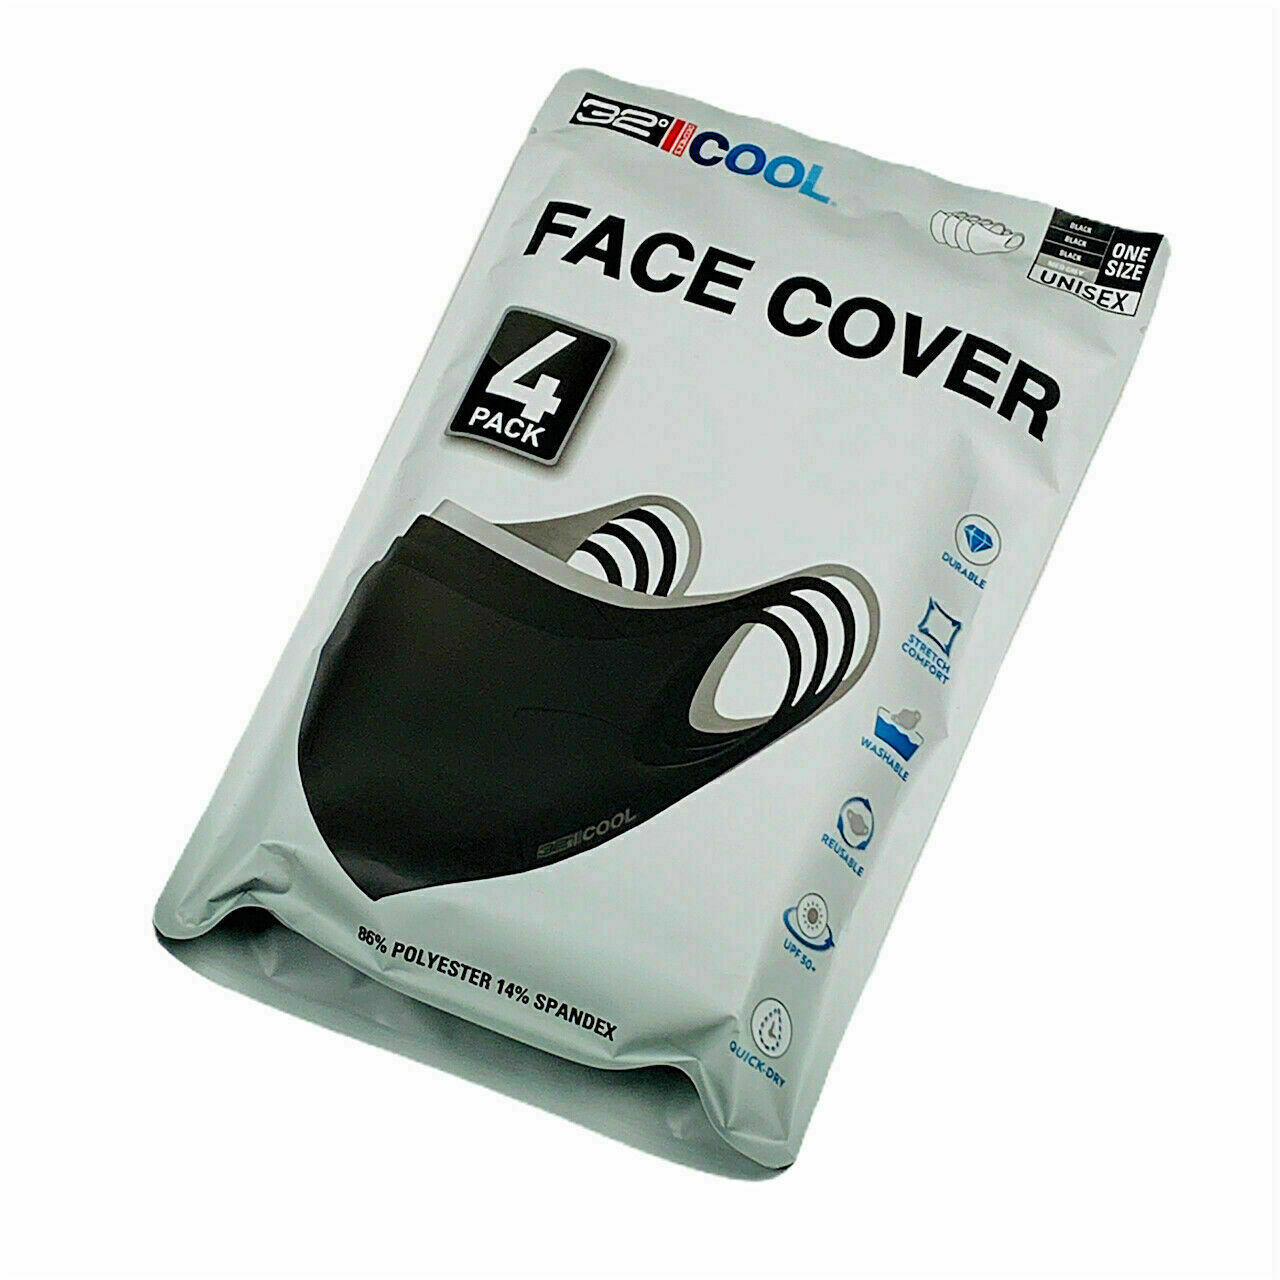 32° COOL
FACE COVER
BLACK
BLACK
BLACK
ONE
SIZE
UNISEX
4
PACK
DURABLE
STRETCH
COMFORT
WASHABLE
REUSABLE
UPF 50+
QUICK-DRY
32° COOL
86% POLYESTER 14% SPANDEX